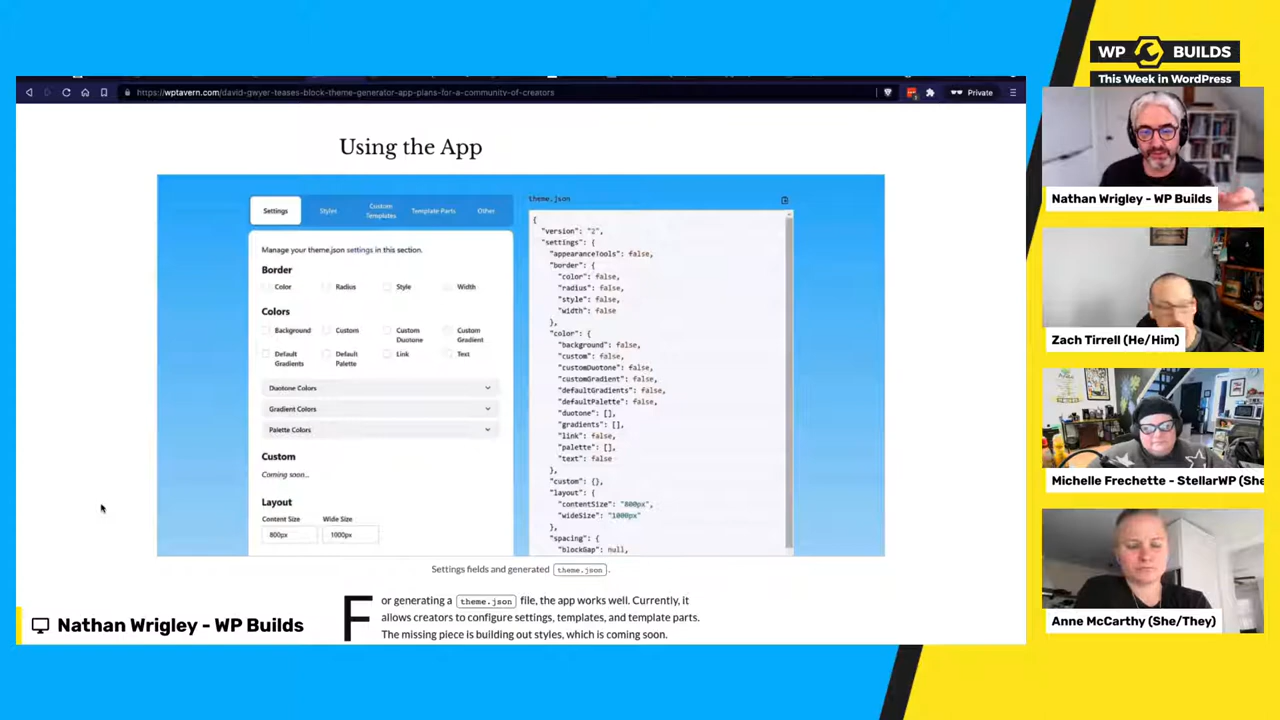 WP BUILDS
This Week in WordPress
https://wptavern.com/david-gwyer-teases-block-theme-generator-app-plans-for-a-community-of-creators
Private
Using the App
Settings
Styles
Custom Templates
Template Parts
Other
Manage your theme.json settings in this section.
Border
Color
Radius
Style
Width
Colors
Background
Custom
Custom Duotone
Custom Gradient
Default Gradients
Default Palette
Link
Text
Duotone Colors
Gradient Colors
Palette Colors
Custom
Coming soon...
Layout
Content Size
Wide Size
800px
1000px
theme.json
{
"version": "2",
"settings": {
"appearanceTools": false,
"border": {
"color": false,
"radius": false,
"style": false,
"width": false
},
"color": {
"background": false,
"custom": false,
"customDuotone": false,
"customGradient": false,
"defaultGradients": false,
"defaultPalette": false,
"duotone": [],
"gradients": [],
"link": false,
"palette": [],
"text": false
},
"custom": {},
"layout": {
"contentSize": "800px",
"wideSize": "1000px"
},
"spacing": {
"blockGap": null,
Settings fields and generated theme.json.
For generating a theme.json file, the app works well. Currently, it
allows creators to configure settings, templates, and template parts.
The missing piece is building out styles, which is coming soon.
Nathan Wrigley - WP Builds
Nathan Wrigley - WP Builds
Zach Tirrell (He/Him)
Michelle Frechette - StellarWP (She
Anne McCarthy (She/They)